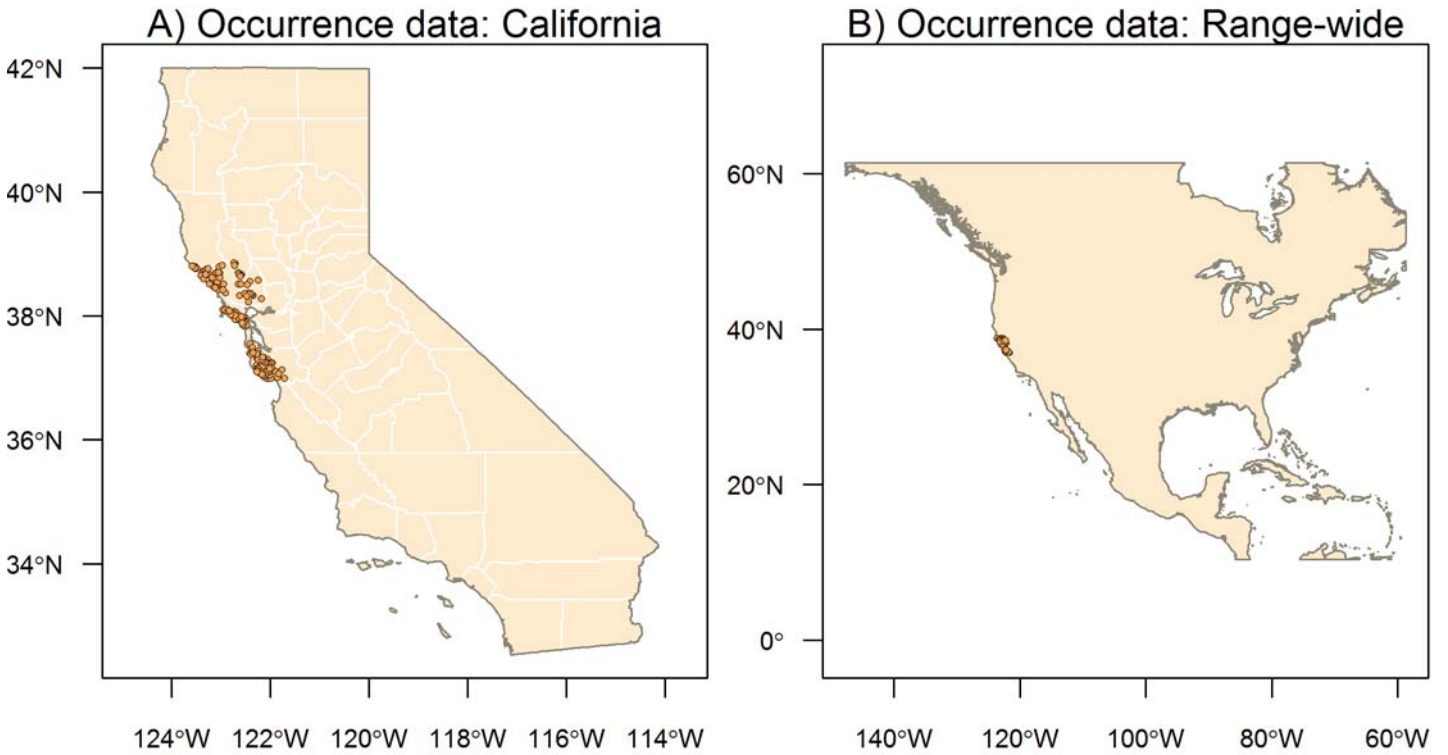 A) Occurrence data: California
B) Occurrence data: Range-wide
42°N
40°N
38°N
36°N
34°N
124°W 122°W 120°W 118°W 116°W 114°W
60°N
40°N
20°N
0°
140°W 120°W 100°W 80°W 60°W